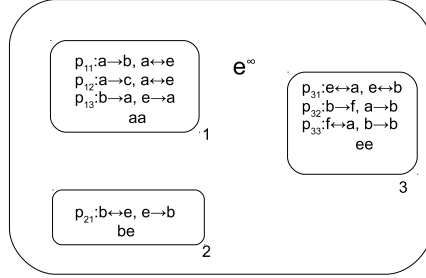 p₁₁:a→b, a↔e
p₁₂:a→c, a↔e
p₁₃:b→a, e→a
aa
1
e∞
p₃₁:e↔a, e↔b
p₃₂:b→f, a→b
p₃₃:f↔a, b→b
ee
3
p₂₁:b↔e, e→b
be
2